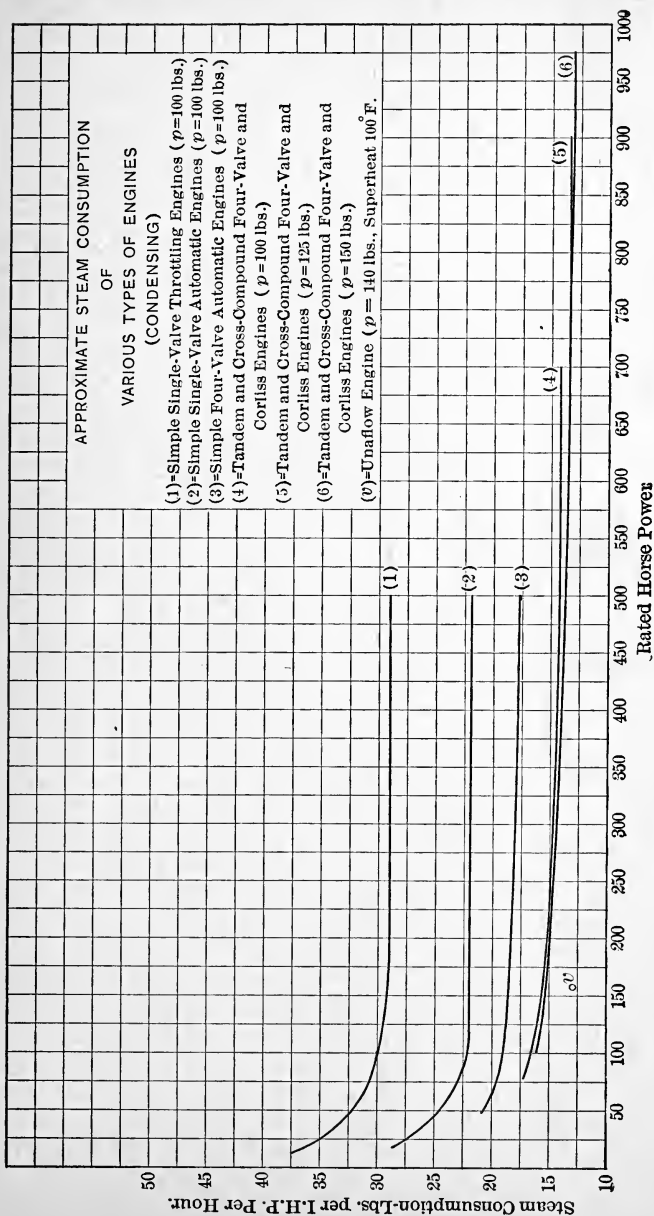 APPROXIMATE STEAM CONSUMPTION
OF
VARIOUS TYPES OF ENGINES
(CONDENSING)
(1)=Simple Single-Valve Throttling Engines (p=100 lbs.)
(2)=Simple Single-Valve Automatic Engines (p=100 lbs.)
(3)=Simple Four-Valve Automatic Engines (p=100 lbs.)
(4)=Tandem and Cross-Compound Four-Valve and
Corliss Engines (p=100 lbs.)
(5)=Tandem and Cross-Compound Four-Valve and
Corliss Engines (p=125 lbs.)
(6)=Tandem and Cross-Compound Four-Valve and
Corliss Engines (p=150 lbs.)
(v)=Unaflow Engine (p=140 lbs., Superheat 100°F.
(1)
(2)
(3)
(4)
(5)
(6)
v
50
45
40
35
30
25
20
15
10
Steam Consumption-Lbs. per I.H.P. Per Hour.
50 100 150 200 250 300 350 400 450 500 550 600 650 700 750 800 850 900 950 1000
Rated Horse Power